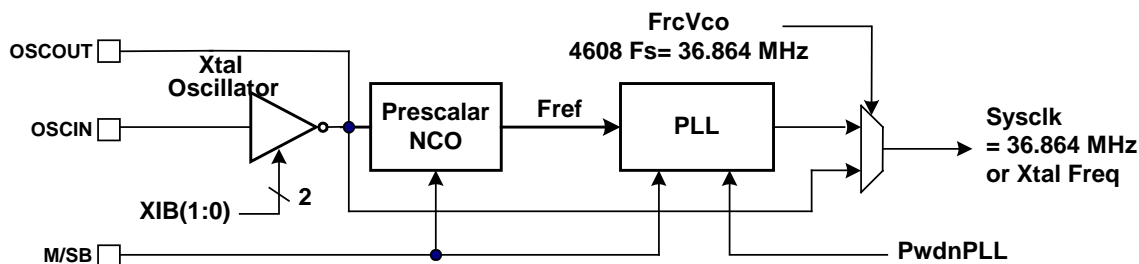 FrcVco
4608 Fs= 36.864 MHz
OSCOUT
Xtal
Oscillator
OSCIN
Prescalar
NCO
Fref
PLL
Sysclk
= 36.864 MHz
or Xtal Freq
2
XIB(1:0)
M/SB
PwdnPLL